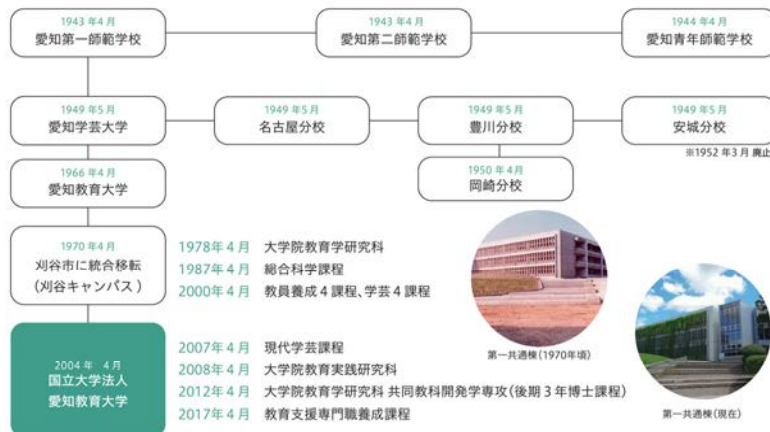 1943年4月
愛知第一師範学校
1943年4月
愛知第二師範学校
1944年4月
愛知青年師範学校
1949年5月
愛知学芸大学
1949年5月
名古屋分校
1949年5月
豊川分校
1949年5月
安城分校
※1952年3月 廃止
1950年4月
岡崎分校
1966年4月
愛知教育大学
1970年4月
刈谷市に統合移転
(刈谷キャンパス)
1978年4月 大学院教育学研究科
1987年4月 総合科学課程
2000年4月 教員養成4課程、学芸4課程
第一共通棟(1970年頃)
2004年 4月
国立大学法人
愛知教育大学
2007年4月 現代学芸課程
2008年4月 大学院教育実践研究科
2012年4月 大学院教育学研究科 共同教科開発学専攻(後期3年博士課程)
2017年4月 教育支援専門職養成課程
第一共通棟(現在)